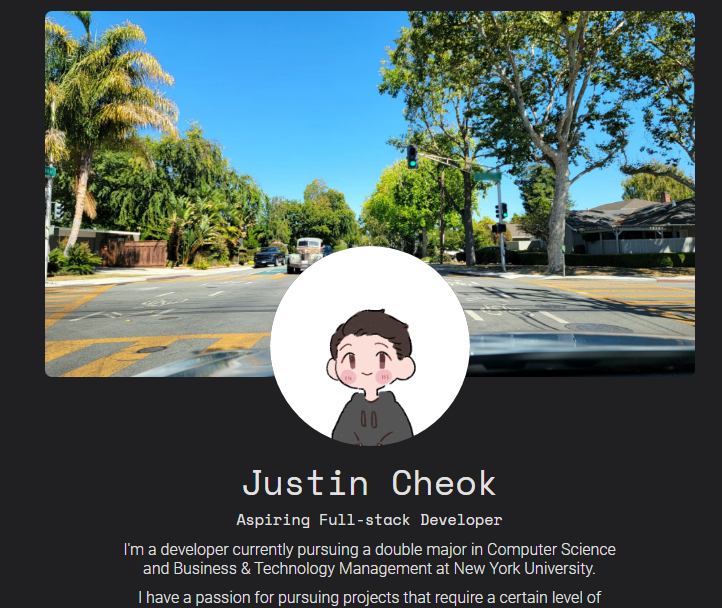 Justin Cheok
Aspiring Full-stack Developer
I'm a developer currently pursuing a double major in Computer Science
and Business & Technology Management at New York University.
I have a passion for pursuing projects that require a certain level of